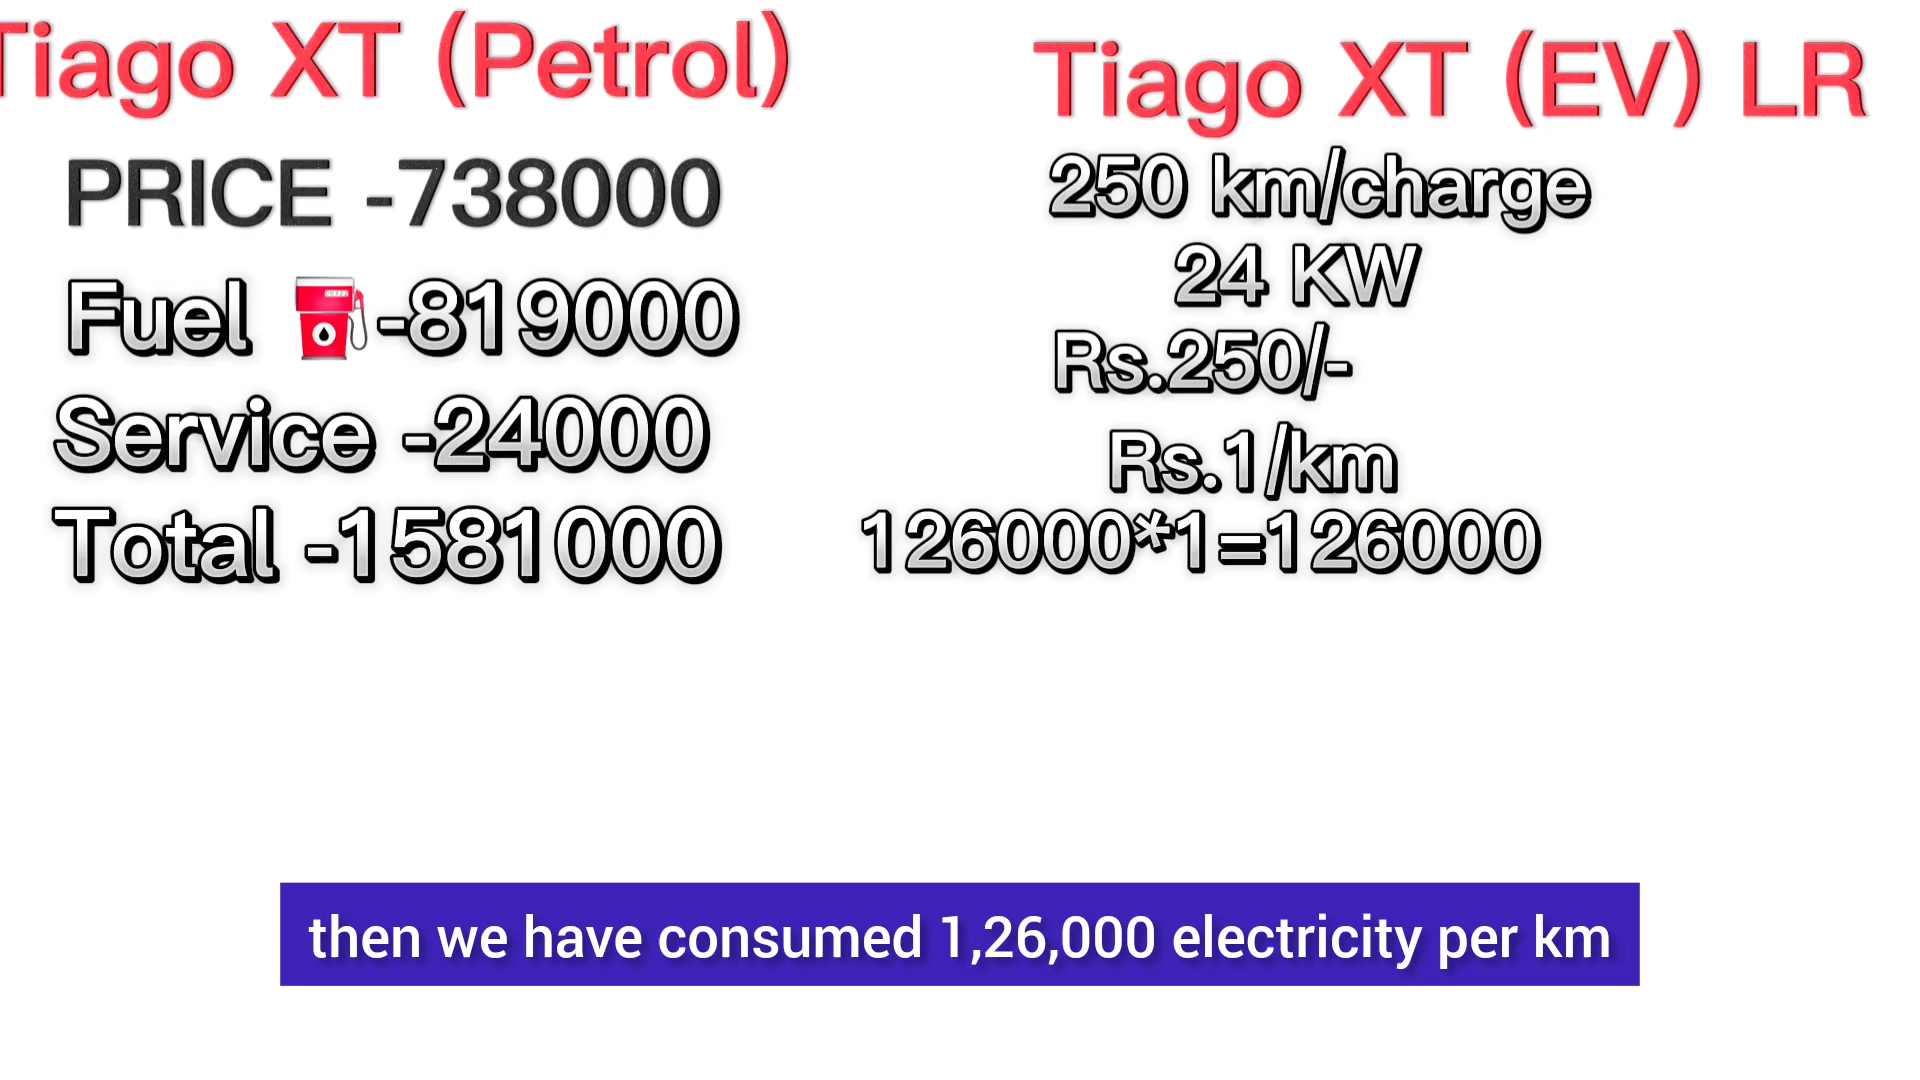 Tiago XT (Petrol)
PRICE -738000
Fuel -819000
Service -24000
Total -1581000
Tiago XT (EV) LR
250 km/charge
24 KW
Rs.250/-
Rs.1/km
126000*1=126000
then we have consumed 1,26,000 electricity per km